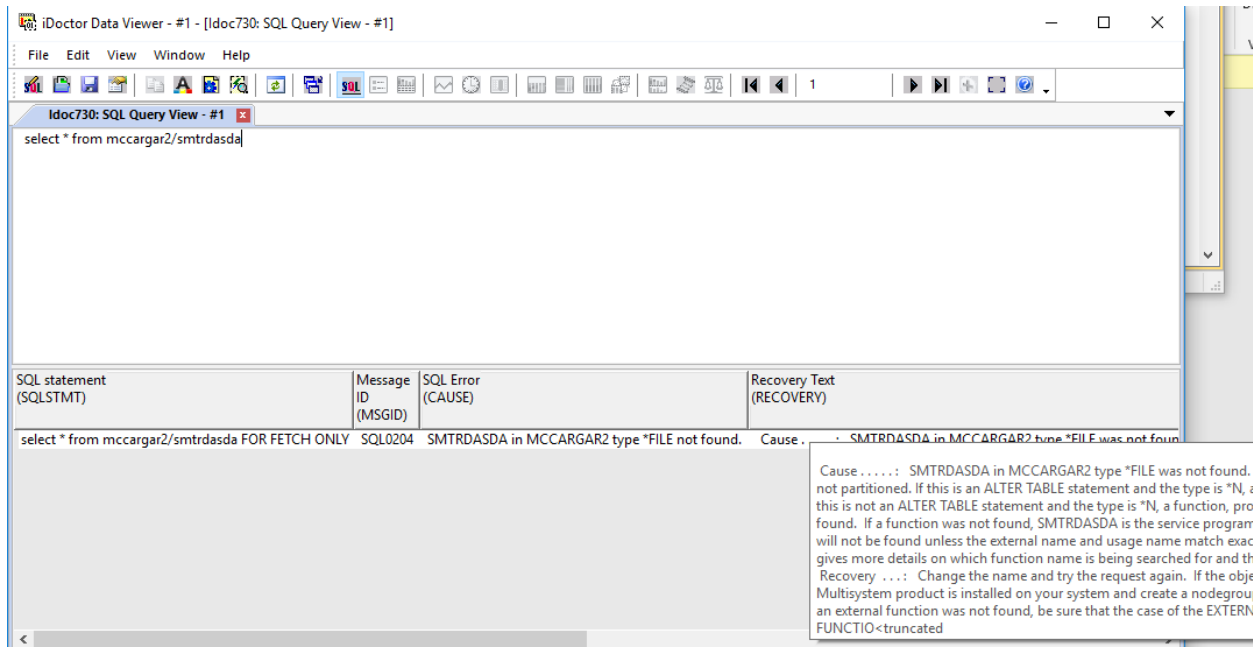 iDoctor Data Viewer - #1 - [Idoc730: SQL Query View - #1]
File Edit View Window Help
SQL
1
Idoc730: SQL Query View - #1
select * from mccargar2/smtrdasda
SQL statement
(SQLSTMT)
Message
ID
(MSGID)
SQL Error
(CAUSE)
Recovery Text
(RECOVERY)
select * from mccargar2/smtrdasda FOR FETCH ONLY SQL0204 SMTRDASDA in MCCARGAR2 type *FILE not found. Cause . : SMTRDASDA in MCCARGAR2 type *FILE was not foun
Cause . . . . . : SMTRDASDA in MCCARGAR2 type *FILE was not found.
not partitioned. If this is an ALTER TABLE statement and the type is *N, a
this is not an ALTER TABLE statement and the type is *N, a function, pro
found. If a function was not found, SMTRDASDA is the service program
will not be found unless the external name and usage name match exac
gives more details on which function name is being searched for and th
Recovery . . . : Change the name and try the request again. If the obje
Multisystem product is installed on your system and create a nodegrou
an external function was not found, be sure that the case of the EXTERN
FUNCTIO<truncated